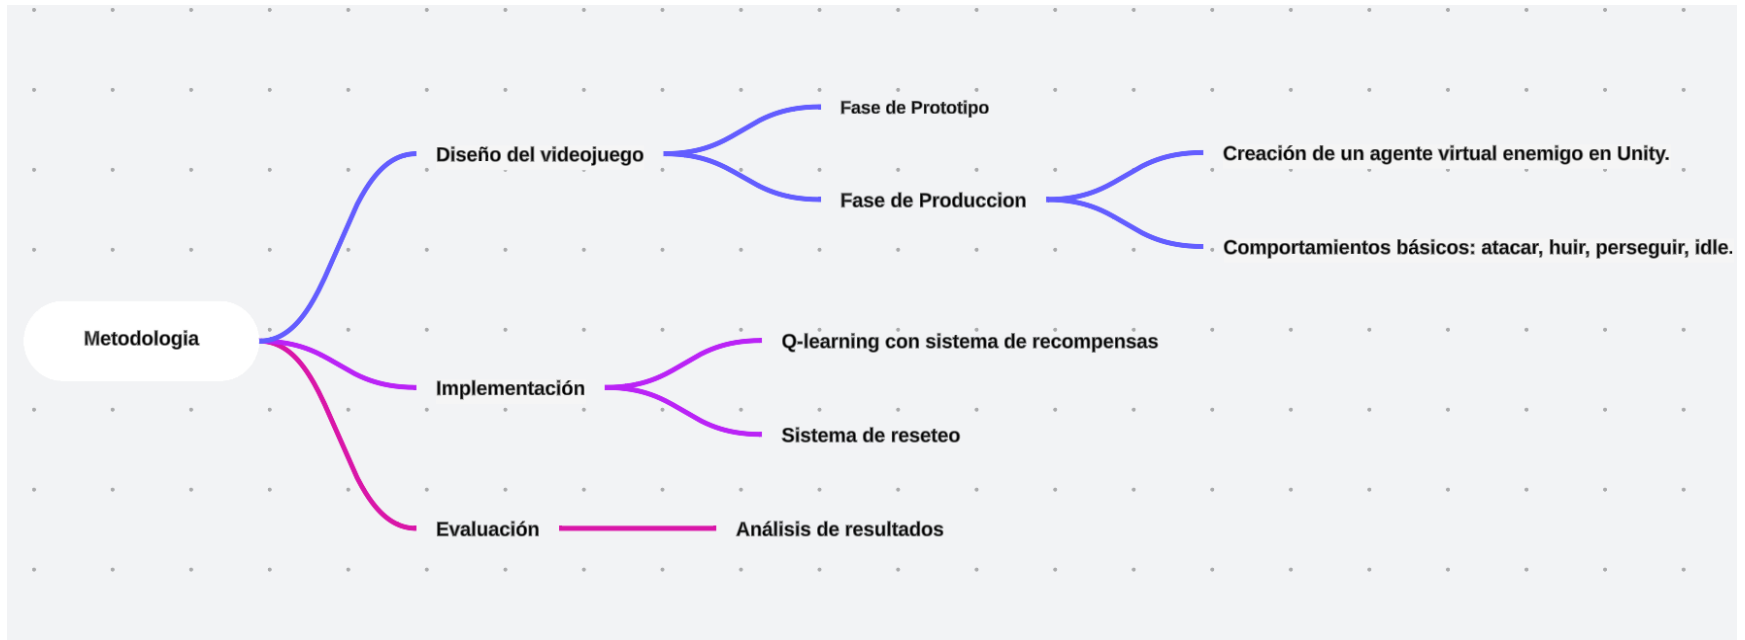 Metodologia
Diseño del videojuego
Fase de Prototipo
Fase de Produccion
Creación de un agente virtual enemigo en Unity.
Comportamientos básicos: atacar, huir, perseguir, idle.
Implementación
Q-learning con sistema de recompensas
Sistema de reseteo
Evaluación
Análisis de resultados